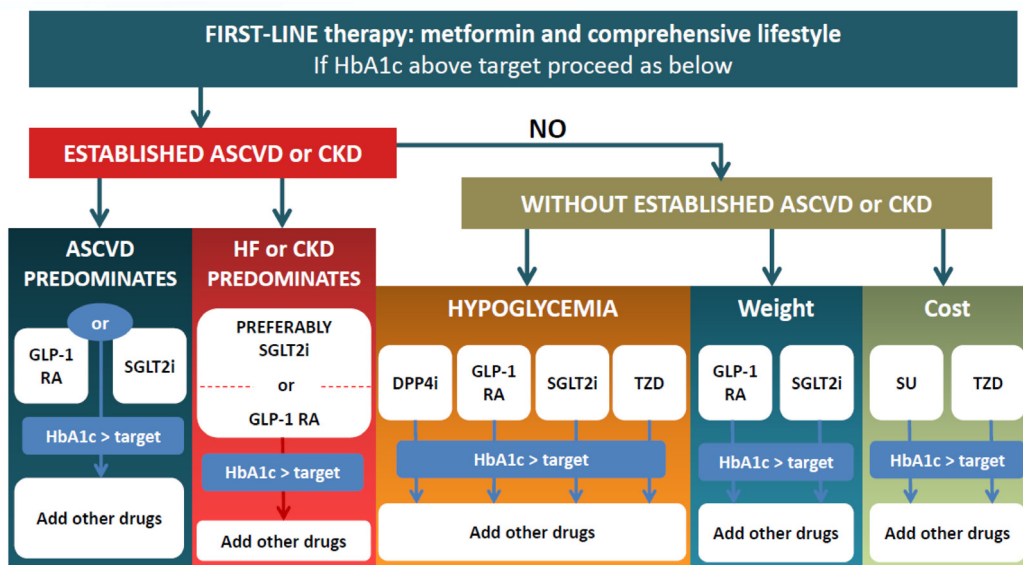 FIRST-LINE therapy: metformin and comprehensive lifestyle
If HbA1c above target proceed as below
ESTABLISHED ASCVD or CKD
NO
WITHOUT ESTABLISHED ASCVD or CKD
ASCVD
PREDOMINATES
or
GLP-1
RA
SGLT2i
HbA1c > target
Add other drugs
HF or CKD
PREDOMINATES
PREFERABLY
SGLT2i
or
GLP-1 RA
HbA1c > target
Add other drugs
HYPOGLYCEMIA
DPP4i
GLP-1
RA
SGLT2i
TZD
HbA1c > target
Add other drugs
Weight
GLP-1
RA
SGLT2i
HbA1c > target
Add other drugs
Cost
SU
TZD
HbA1c > target
Add other drugs